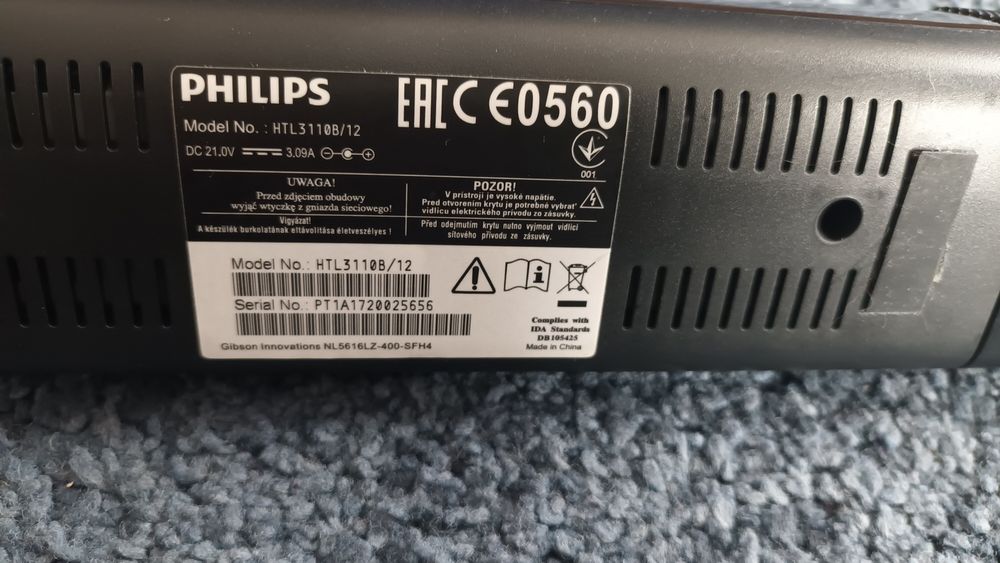 PHILIPS
EAC CE0560
Model No. : HTL3110B/12
DC 21.0V 3.09A
001
UWAGA!
Przed zdjęciem obudowy
wyjąć wtyczkę z gniazda sieciowego!
Vigyázat!
A készülék burkolatának eltávolítása életveszélyes !
POZOR!
V prístroji je vysoké napätie.
Pred otvorením krytu je potrebné vybrať
vidlicu elektrického prívodu zo zásuvky.
Před odejmutím krytu nutno vyjmout vidlici
síťového přívodu ze zásuvky.
Model No.: HTL3110B/12
Serial No.: PT1A1720025656
Gibson Innovations NL5616LZ-400-SFH4
Complies with
IDA Standards
DB105425
Made in China